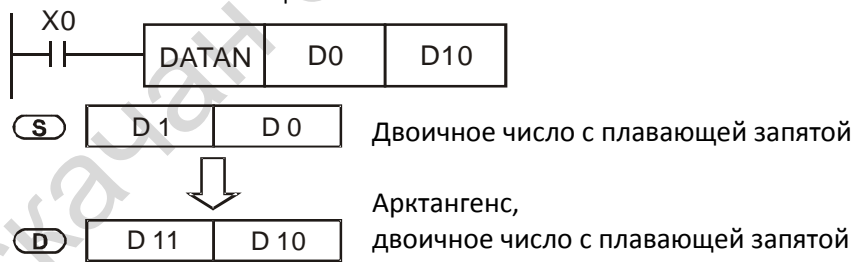 X0
DATAN D0 D10
S D 1 D 0 Двоичное число с плавающей запятой
Арктангенс,
D D 11 D 10 двоичное число с плавающей запятой